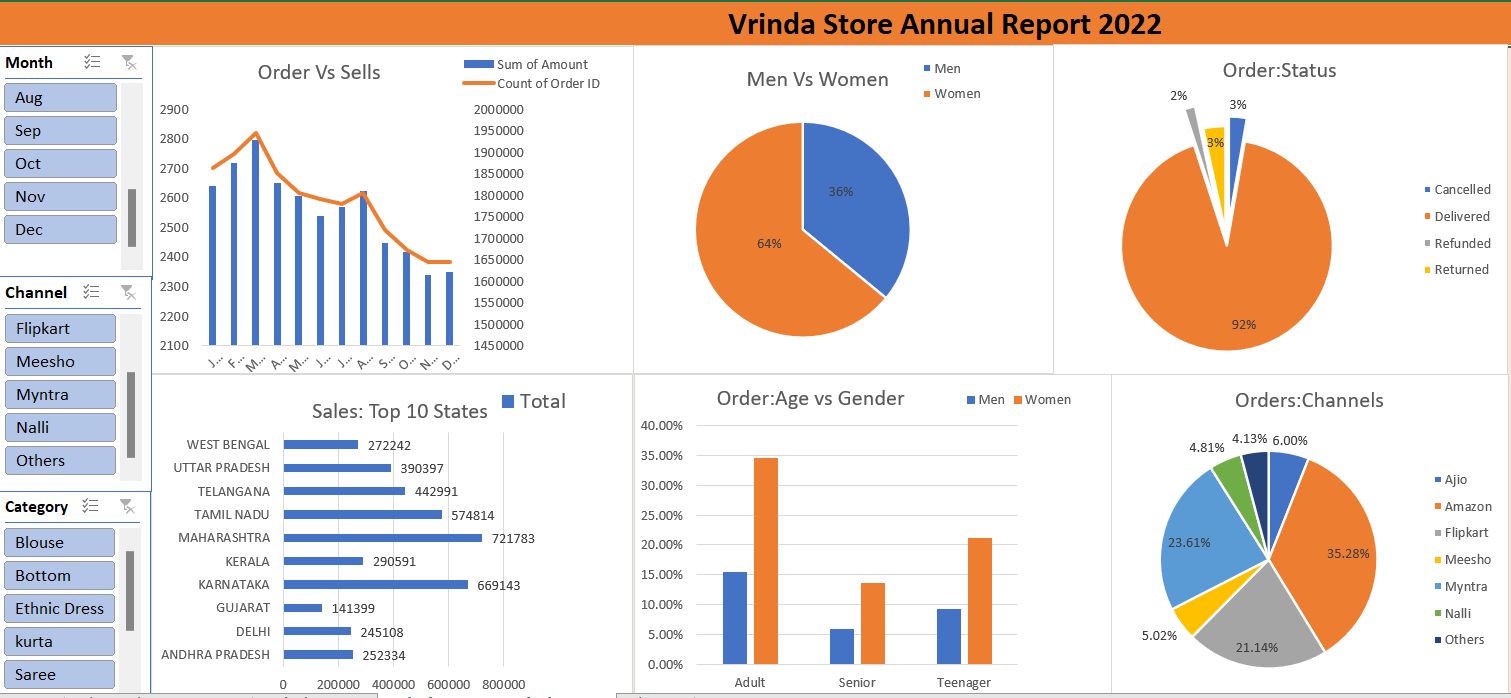 Vrinda Store Annual Report 2022
Month
Aug
Sep
Oct
Nov
Dec
Channel
Flipkart
Meesho
Myntra
Nalli
Others
Category
Blouse
Bottom
Ethnic Dress
kurta
Saree
Order Vs Sells
Sum of Amount
Count of Order ID
2900
2800
2700
2600
2500
2400
2300
2200
2100
2000000
1950000
1900000
1850000
1800000
1750000
1700000
1650000
1600000
1550000
1500000
1450000
J... F... M... A... M... J... J... A... S... O... N... D...
Men Vs Women
Men
Women
36%
64%
Order:Status
2%
3%
3%
92%
Cancelled
Delivered
Refunded
Returned
Sales: Top 10 States
Total
WEST BENGAL 272242
UTTAR PRADESH 390397
TELANGANA 442991
TAMIL NADU 574814
MAHARASHTRA 721783
KERALA 290591
KARNATAKA 669143
GUJARAT 141399
DELHI 245108
ANDHRA PRADESH 252334
0 200000 400000 600000 800000
Order:Age vs Gender
Men Women
40.00%
35.00%
30.00%
25.00%
20.00%
15.00%
10.00%
5.00%
0.00%
Adult Senior Teenager
Orders:Channels
4.81% 4.13% 6.00%
23.61%
35.28%
5.02%
21.14%
Ajio
Amazon
Flipkart
Meesho
Myntra
Nalli
Others